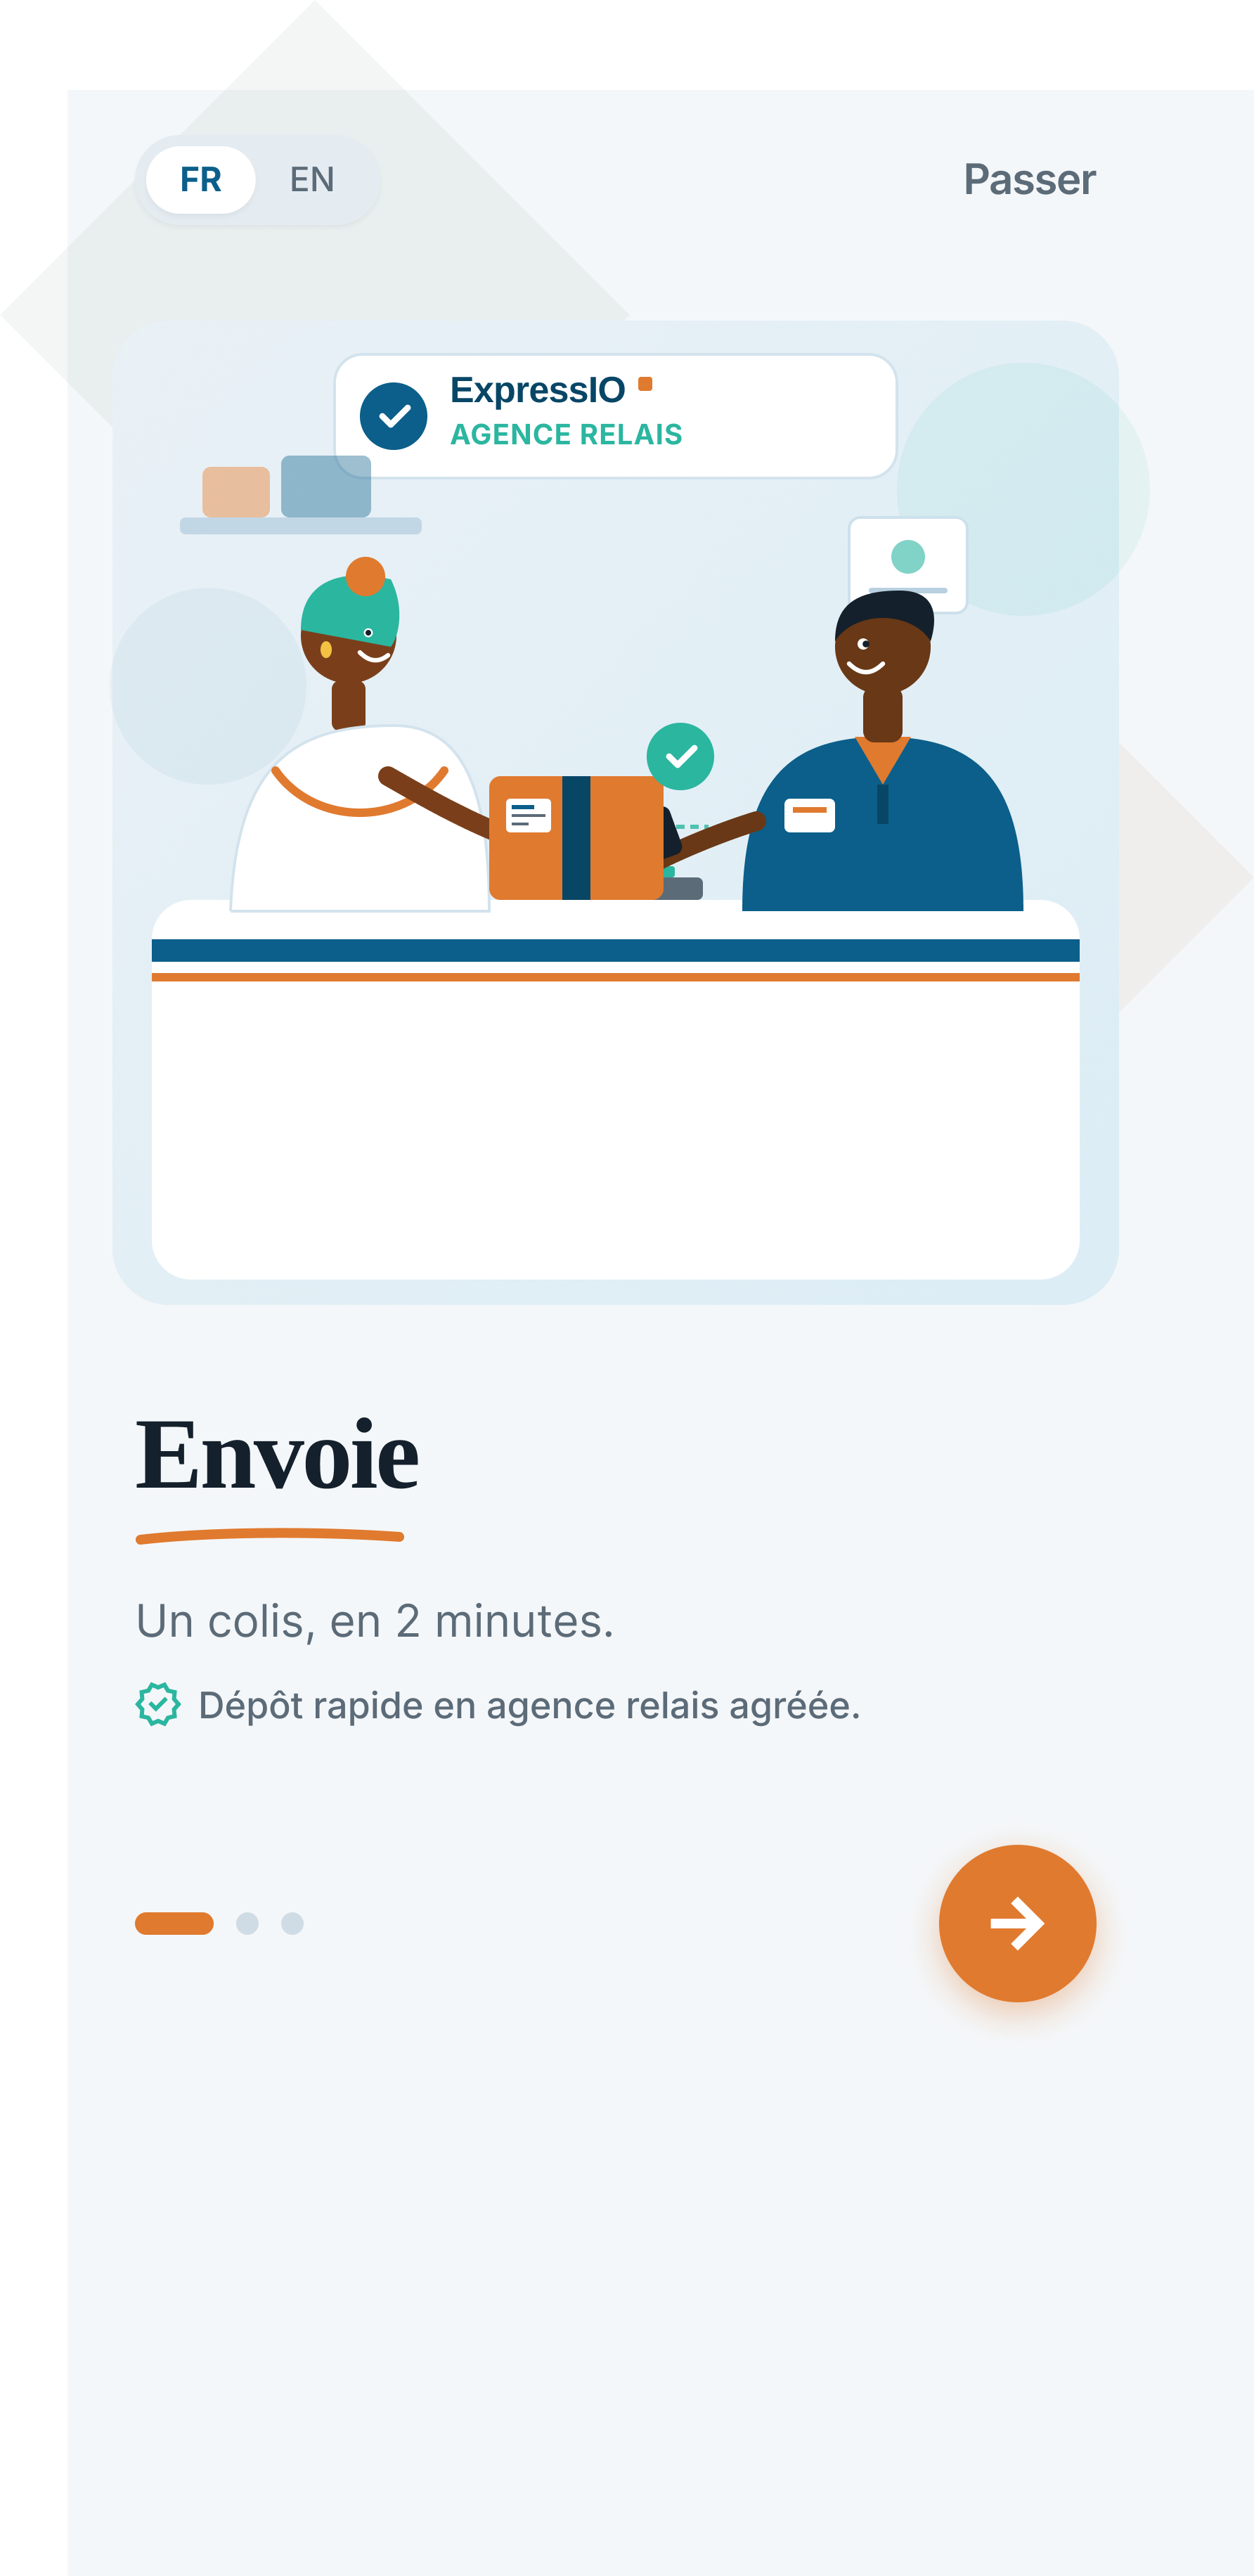 FR EN
Passer
ExpressIO
AGENCE RELAIS
Envoie
Un colis, en 2 minutes.
Dépôt rapide en agence relais agréée.